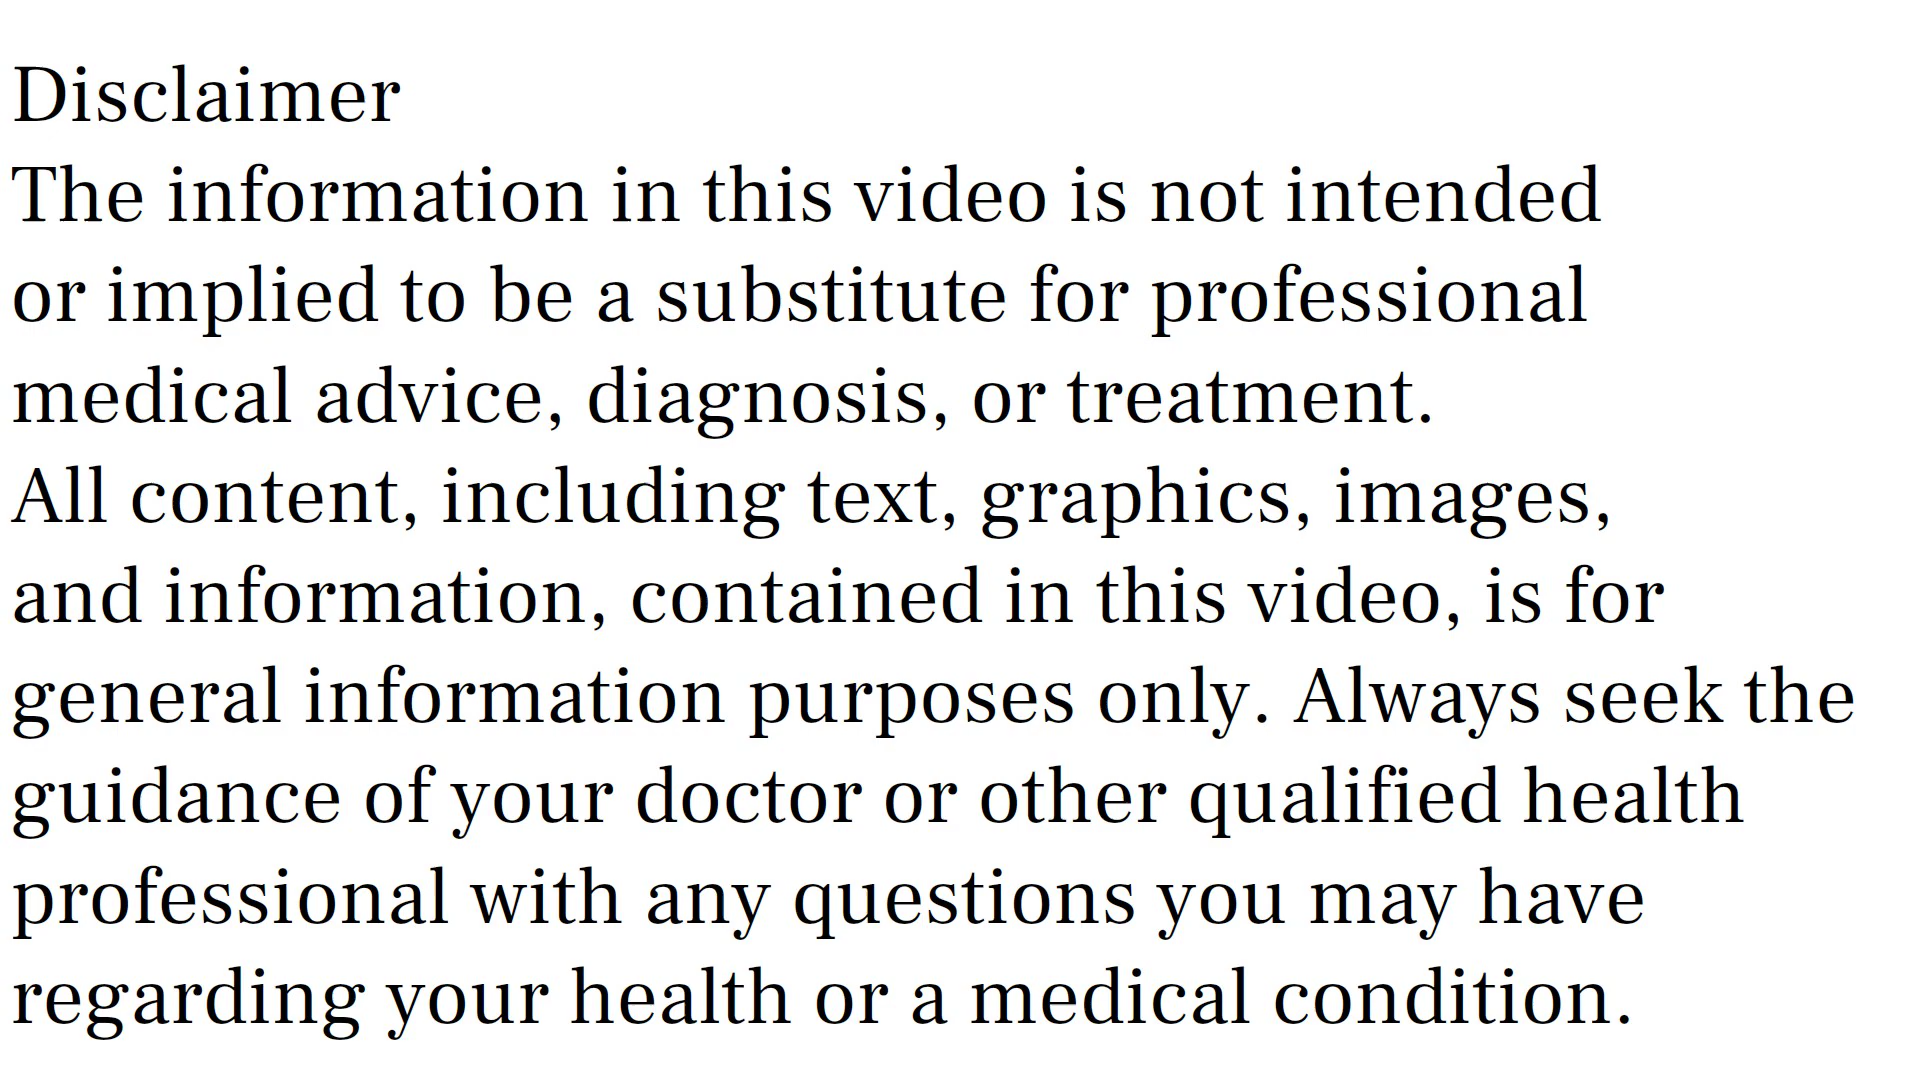 Disclaimer
The information in this video is not intended
or implied to be a substitute for professional
medical advice, diagnosis, or treatment.
All content, including text, graphics, images,
and information, contained in this video, is for
general information purposes only. Always seek the
guidance of your doctor or other qualified health
professional with any questions you may have
regarding your health or a medical condition.